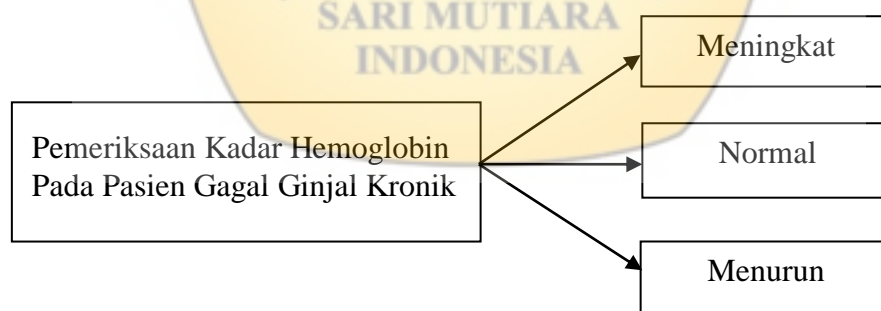 SARI MUTIARA
INDONESIA
Meningkat
Pemeriksaan Kadar Hemoglobin
Pada Pasien Gagal Ginjal Kronik
Normal
Menurun